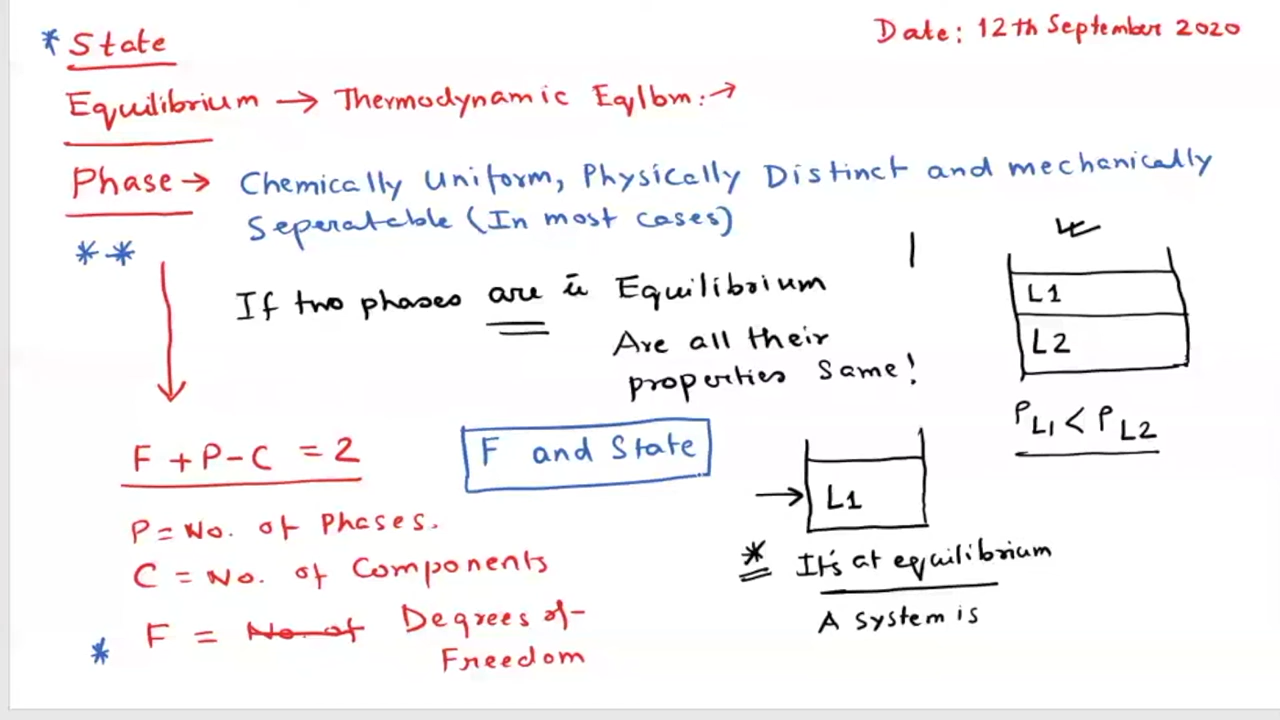 * State
Date: 12th September 2020
Equilibrium → Thermodynamic Eqlbm: →
Phase → Chemically Uniform, Physically Distinct and mechanically
Seperatable (In most cases)
**
If two phases are in Equilibrium
Are all their
properties Same!
L1
L2
ρL1 < ρL2
F + P - C = 2
F and State
L1
P = No. of Phases.
C = No. of Components
* F = No. of Degrees of
Freedom
* It's at equilibrium
A system is